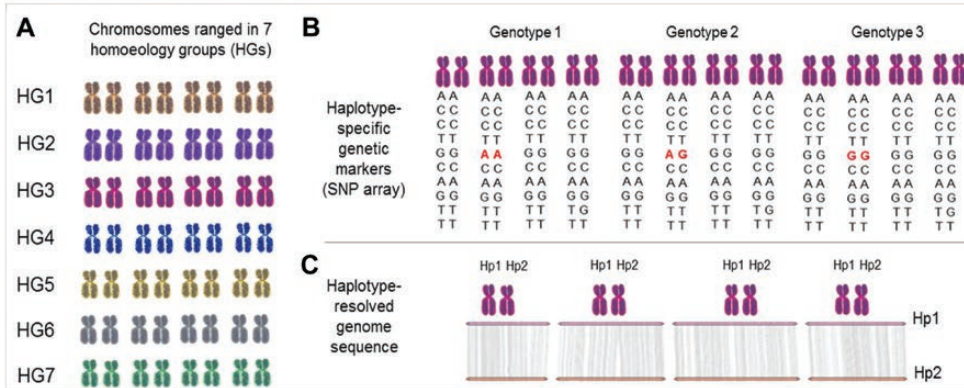 A
Chromosomes ranged in 7
homoeology groups (HGs)
HG1
HG2
HG3
HG4
HG5
HG6
HG7
B
Genotype 1 Genotype 2 Genotype 3
Haplotype-
specific
genetic
markers
(SNP array)
AA AA AA AA AA AA AA AA AA AA AA AA
CC CC CC CC CC CC CC CC CC CC CC CC
CC CC CC CC CC CC CC CC CC CC CC CC
TT TT TT TT TT TT TT TT TT TT TT TT
GG AA GG GG GG AG GG GG GG GG GG GG
CC CC CC CC CC CC CC CC CC CC CC CC
AA AA AA AA AA AA AA AA AA AA AA AA
GG GG GG GG GG GG GG GG GG GG GG GG
TT TT TT TG TT TT TT TG TT TT TT TG
TT TT TT TT TT TT TT TT TT TT TT TT
C
Haplotype-
resolved
genome
sequence
Hp1 Hp2 Hp1 Hp2 Hp1 Hp2 Hp1 Hp2
Hp1
Hp2